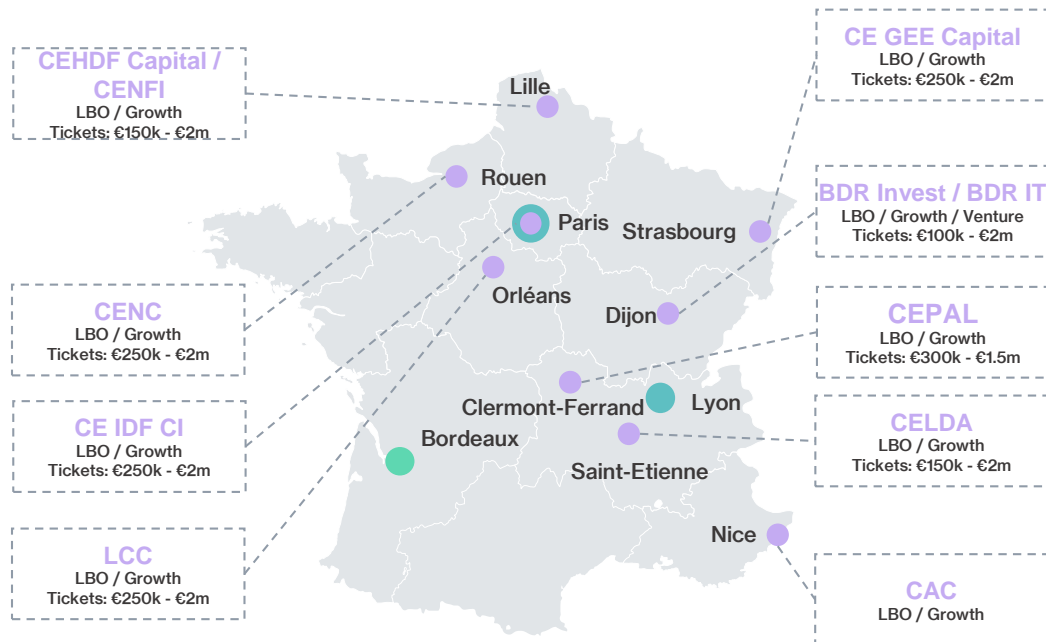 CEHDF Capital /
CENFI
LBO / Growth
Tickets: €150k - €2m
CENC
LBO / Growth
Tickets: €250k - €2m
CE IDF CI
LBO / Growth
Tickets: €250k - €2m
LCC
LBO / Growth
Tickets: €250k - €2m
Lille
Rouen
Paris
Strasbourg
Orléans
Dijon
Clermont-Ferrand
Lyon
Bordeaux
Saint-Etienne
Nice
CE GEE Capital
LBO / Growth
Tickets: €250k - €2m
BDR Invest / BDR IT
LBO / Growth / Venture
Tickets: €100k - €2m
CEPAL
LBO / Growth
Tickets: €300k - €1.5m
CELDA
LBO / Growth
Tickets: €150k - €2m
CAC
LBO / Growth